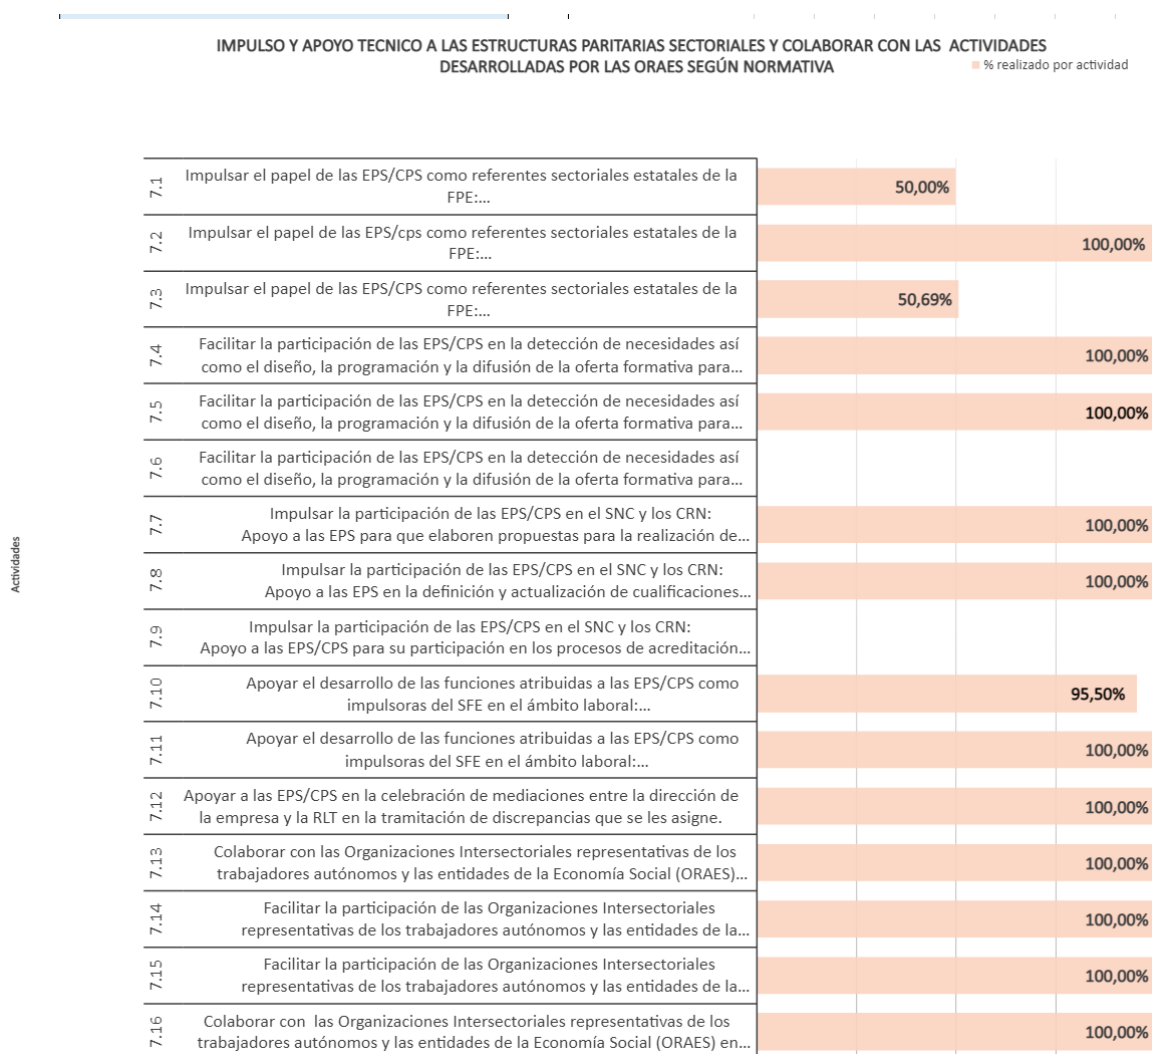 IMPULSO Y APOYO TECNICO A LAS ESTRUCTURAS PARITARIAS SECTORIALES Y COLABORAR CON LAS ACTIVIDADES
DESARROLLADAS POR LAS ORAES SEGÚN NORMATIVA
% realizado por actividad
Actividades
7.1
Impulsar el papel de las EPS/CPS como referentes sectoriales estatales de la
FPE:...
50,00%
7.2
Impulsar el papel de las EPS/cps como referentes sectoriales estatales de la
FPE:...
100,00%
7.3
Impulsar el papel de las EPS/CPS como referentes sectoriales estatales de la
FPE:...
50,69%
7.4
Facilitar la participación de las EPS/CPS en la detección de necesidades así
como el diseño, la programación y la difusión de la oferta formativa para...
100,00%
7.5
Facilitar la participación de las EPS/CPS en la detección de necesidades así
como el diseño, la programación y la difusión de la oferta formativa para...
100,00%
7.6
Facilitar la participación de las EPS/CPS en la detección de necesidades así
como el diseño, la programación y la difusión de la oferta formativa para...
7.7
Impulsar la participación de las EPS/CPS en el SNC y los CRN:
Apoyo a las EPS para que elaboren propuestas para la realización de...
100,00%
7.8
Impulsar la participación de las EPS/CPS en el SNC y los CRN:
Apoyo a las EPS en la definición y actualización de cualificaciones...
100,00%
7.9
Impulsar la participación de las EPS/CPS en el SNC y los CRN:
Apoyo a las EPS/CPS para su participación en los procesos de acreditación...
7.10
Apoyar el desarrollo de las funciones atribuidas a las EPS/CPS como
impulsoras del SFE en el ámbito laboral:...
95,50%
7.11
Apoyar el desarrollo de las funciones atribuidas a las EPS/CPS como
impulsoras del SFE en el ámbito laboral:...
100,00%
7.12
Apoyar a las EPS/CPS en la celebración de mediaciones entre la dirección de
la empresa y la RLT en la tramitación de discrepancias que se les asigne.
100,00%
7.13
Colaborar con las Organizaciones Intersectoriales representativas de los
trabajadores autónomos y las entidades de la Economía Social (ORAES)...
100,00%
7.14
Facilitar la participación de las Organizaciones Intersectoriales
representativas de los trabajadores autónomos y las entidades de la...
100,00%
7.15
Facilitar la participación de las Organizaciones Intersectoriales
representativas de los trabajadores autónomos y las entidades de la...
100,00%
7.16
Colaborar con las Organizaciones Intersectoriales representativas de los
trabajadores autónomos y las entidades de la Economía Social (ORAES) en...
100,00%